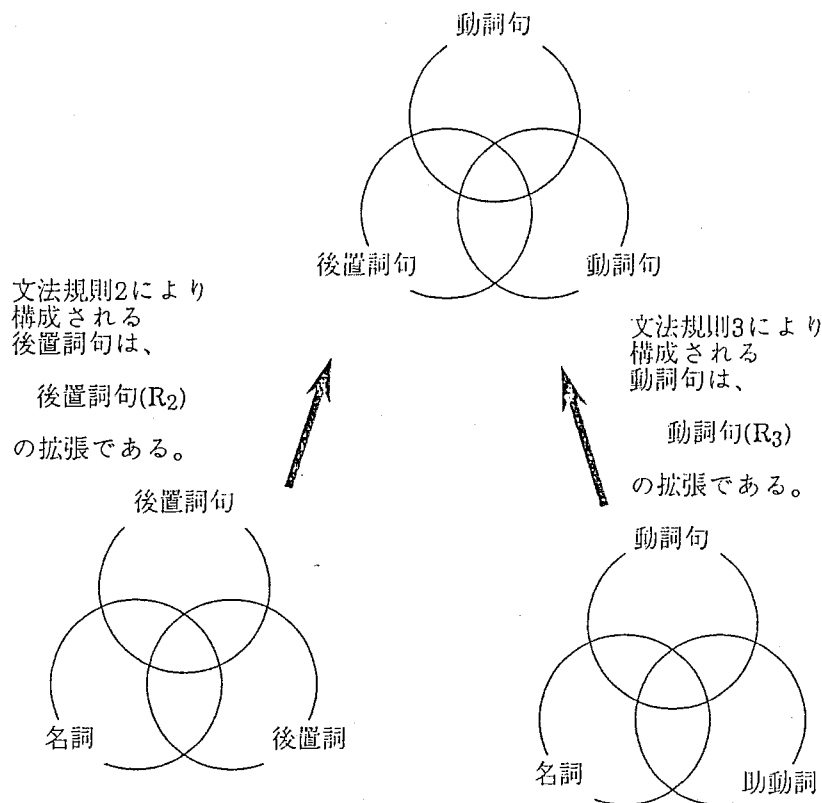 動詞句
後置詞句
動詞句
文法規則2により
構成される
後置詞句は、
後置詞句(R₂)
の拡張である。
文法規則3により
構成される
動詞句は、
動詞句(R₃)
の拡張である。
後置詞句
名詞
後置詞
動詞句
名詞
助動詞